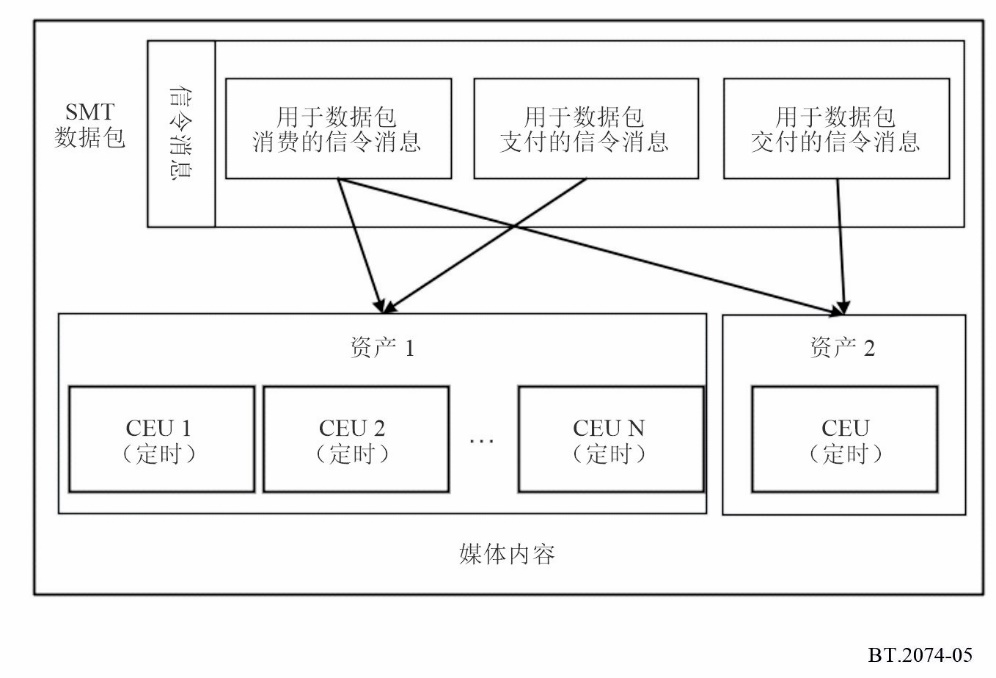 SMT
数据包
信令消息
用于数据包
消费的信令消息
用于数据包
支付的信令消息
用于数据包
交付的信令消息
资产 1
资产 2
CEU 1
（定时）
CEU 2
（定时）
…
CEU N
（定时）
CEU
（定时）
媒体内容
BT.2074-05